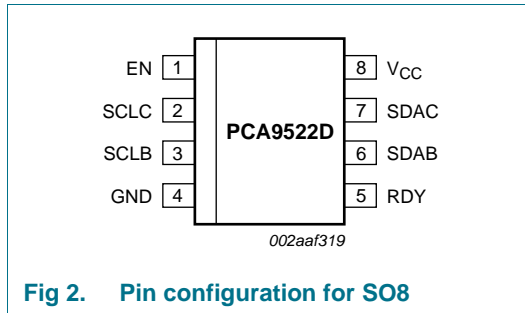 EN 1 8 VCC
SCLC 2 7 SDAC
PCA9522D
SCLB 3 6 SDAB
GND 4 5 RDY
002aaf319
Fig 2. Pin configuration for SO8